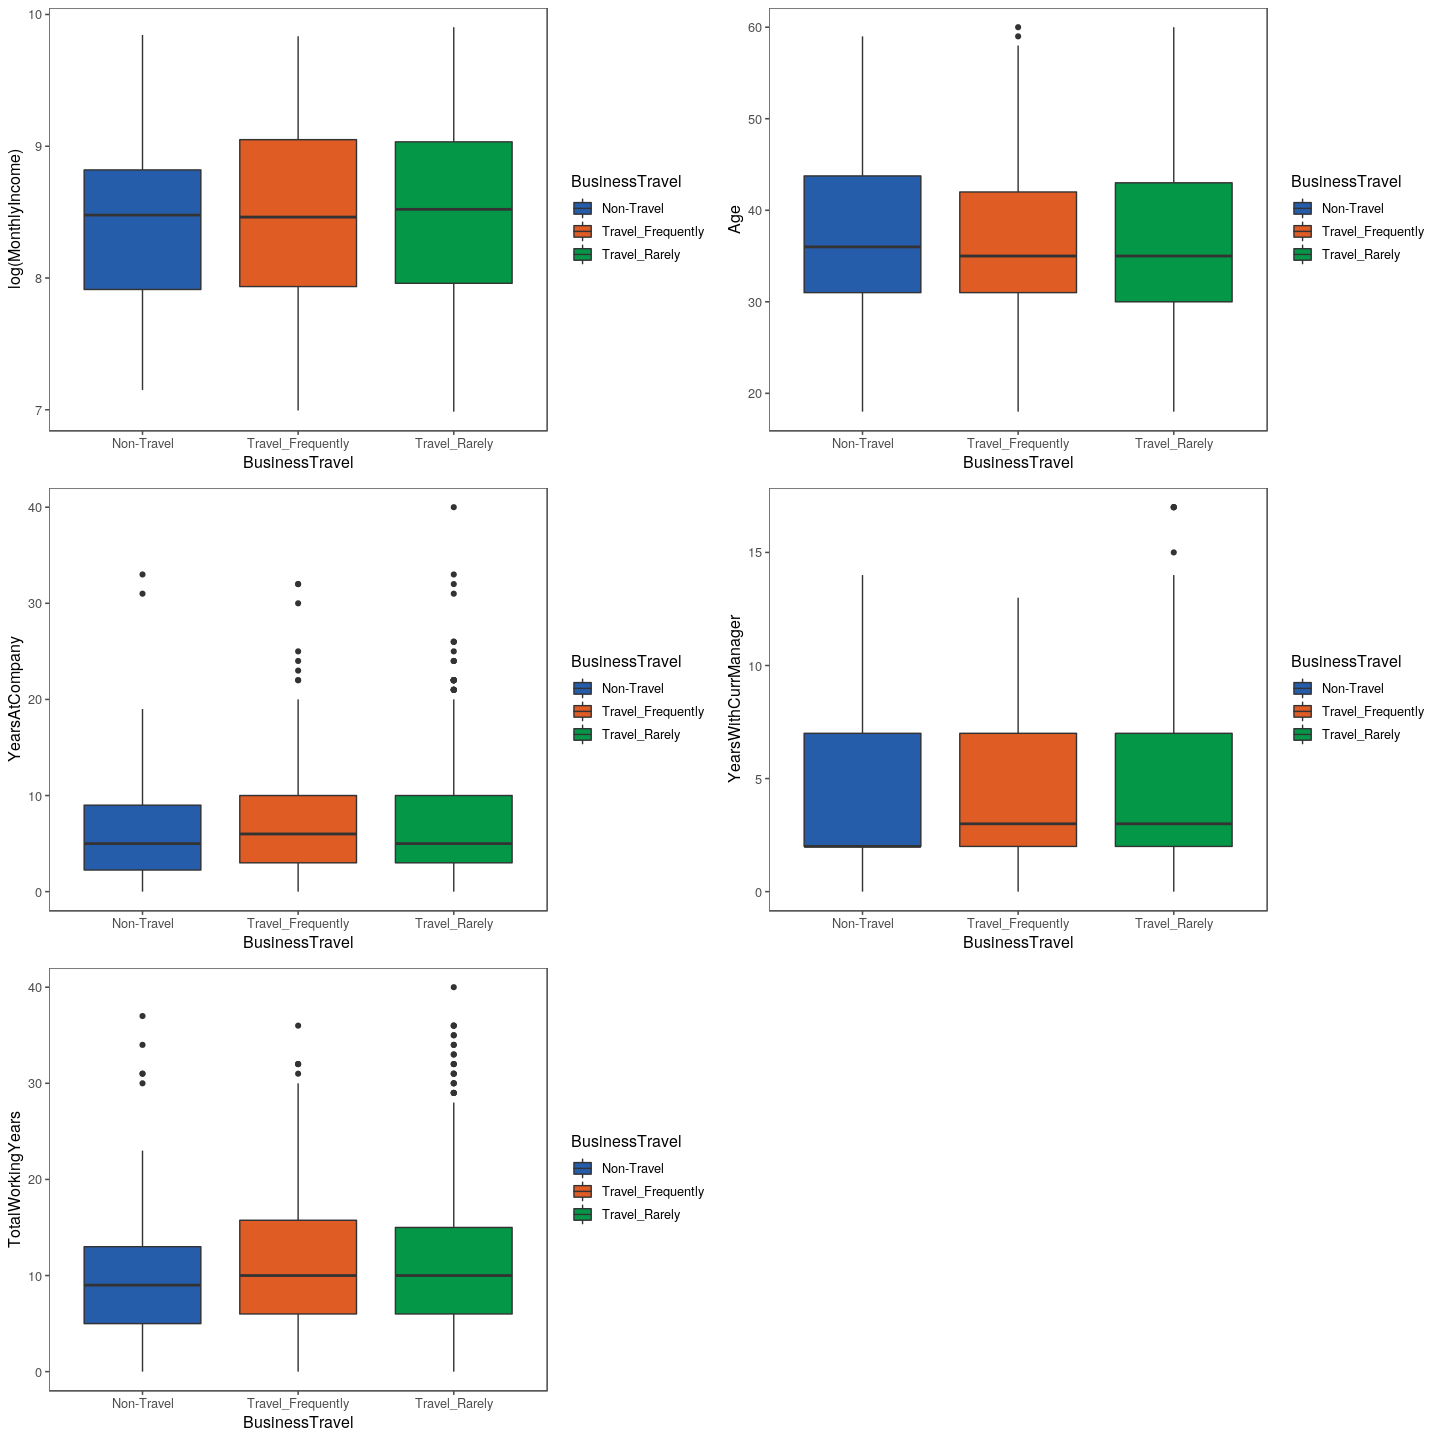 log(MonthlyIncome)
10
9
8
7
Non-Travel Travel_Frequently Travel_Rarely
BusinessTravel
BusinessTravel
Non-Travel
Travel_Frequently
Travel_Rarely
Age
60
50
40
30
20
Non-Travel Travel_Frequently Travel_Rarely
BusinessTravel
BusinessTravel
Non-Travel
Travel_Frequently
Travel_Rarely
YearsAtCompany
40
30
20
10
0
Non-Travel Travel_Frequently Travel_Rarely
BusinessTravel
BusinessTravel
Non-Travel
Travel_Frequently
Travel_Rarely
YearsWithCurrManager
15
10
5
0
Non-Travel Travel_Frequently Travel_Rarely
BusinessTravel
BusinessTravel
Non-Travel
Travel_Frequently
Travel_Rarely
TotalWorkingYears
40
30
20
10
0
Non-Travel Travel_Frequently Travel_Rarely
BusinessTravel
BusinessTravel
Non-Travel
Travel_Frequently
Travel_Rarely